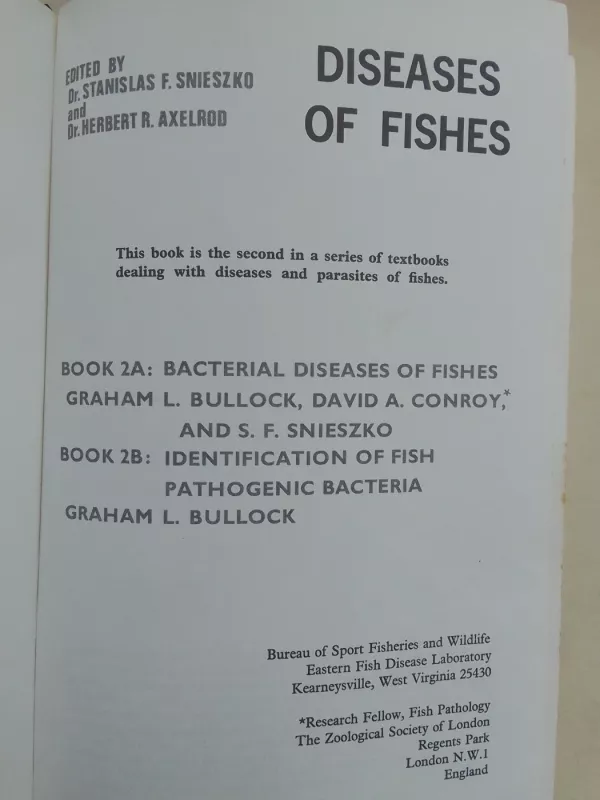 EDITED BY
Dr. STANISLAS F. SNIESZKO
and
Dr. HERBERT R. AXELROD
DISEASES
OF FISHES
This book is the second in a series of textbooks
dealing with diseases and parasites of fishes.
BOOK 2A: BACTERIAL DISEASES OF FISHES
GRAHAM L. BULLOCK, DAVID A. CONROY,*
AND S. F. SNIESZKO
BOOK 2B: IDENTIFICATION OF FISH
PATHOGENIC BACTERIA
GRAHAM L. BULLOCK
Bureau of Sport Fisheries and Wildlife
Eastern Fish Disease Laboratory
Kearneysville, West Virginia 25430
*Research Fellow, Fish Pathology
The Zoological Society of London
Regents Park
London N.W.1
England